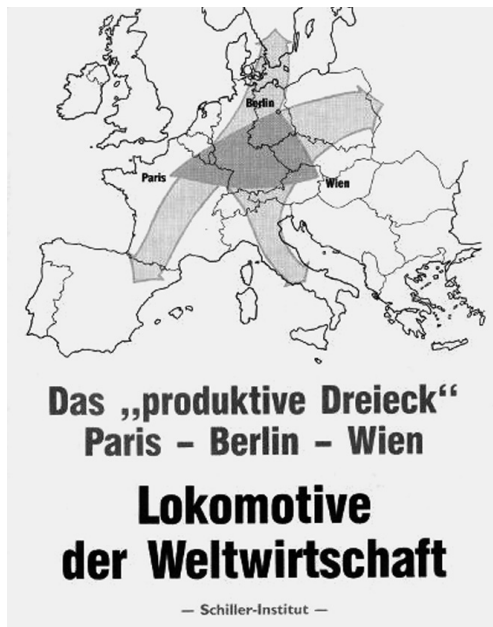 Berlin
Paris
Wien
Das „produktive Dreieck“
Paris – Berlin – Wien
Lokomotive
der Weltwirtschaft
– Schiller-Institut –